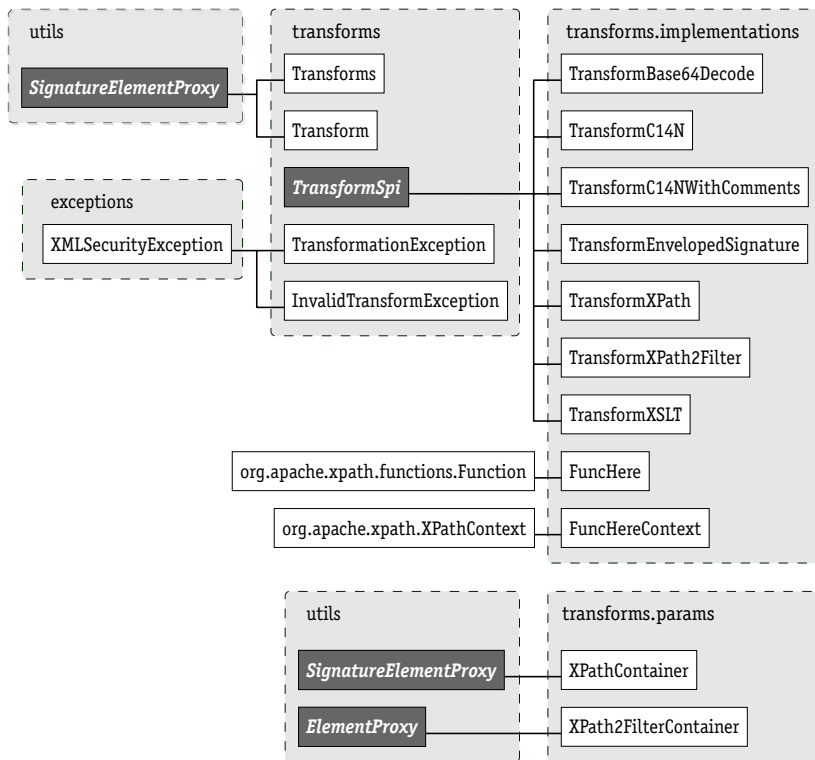 utils
SignatureElementProxy
exceptions
XMLSecurityException
transforms
Transforms
Transform
TransformSpi
TransformationException
InvalidTransformException
transforms.implementations
TransformBase64Decode
TransformC14N
TransformC14NWithComments
TransformEnvelopedSignature
TransformXPath
TransformXPath2Filter
TransformXSLT
org.apache.xpath.functions.Function
FuncHere
org.apache.xpath.XPathContext
FuncHereContext
utils
SignatureElementProxy
ElementProxy
transforms.params
XPathContainer
XPath2FilterContainer